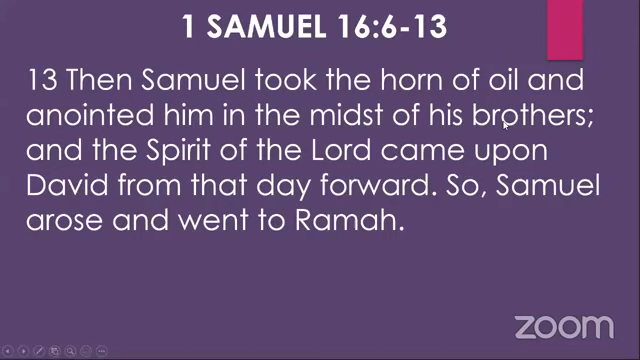 1 SAMUEL 16:6-13
13 Then Samuel took the horn of oil and
anointed him in the midst of his brothers;
and the Spirit of the Lord came upon
David from that day forward. So, Samuel
arose and went to Ramah.
zoom